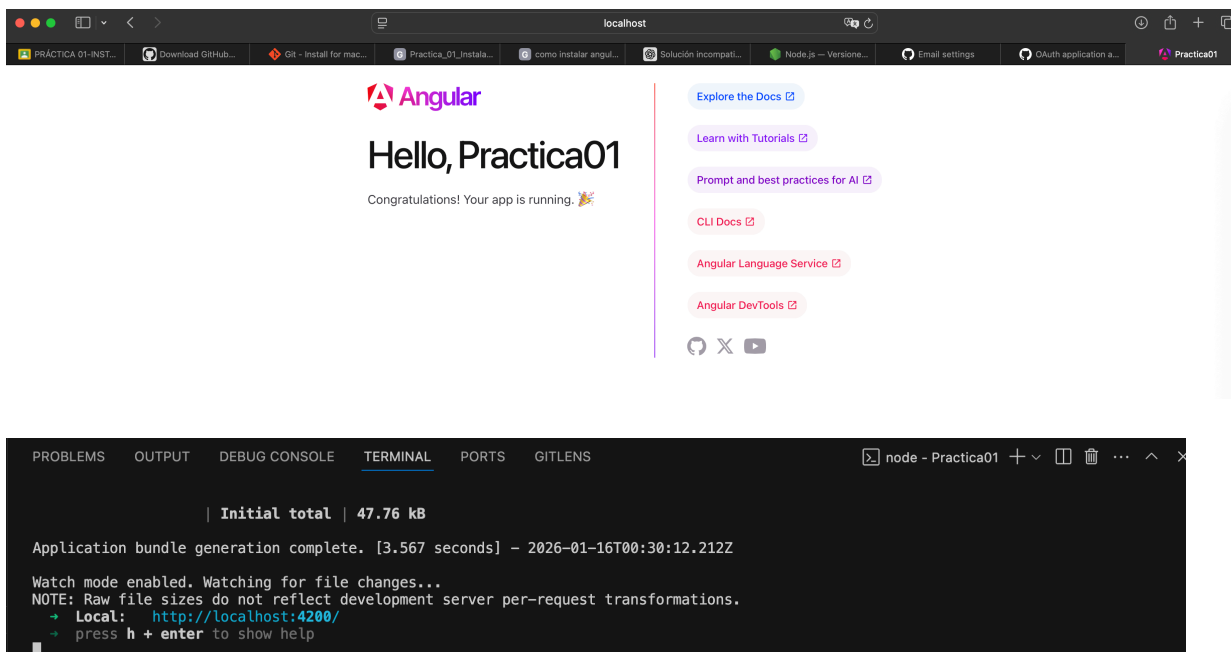 localhost
PRÁCTICA 01-INST...
Download GitHub...
Git - Install for mac...
Practica_01_Instala...
como instalar angul...
Solución incompati...
Node.js — Versione...
Email settings
OAuth application a...
Practica01
Angular
Hello, Practica01
Congratulations! Your app is running. 🎉
Explore the Docs
Learn with Tutorials
Prompt and best practices for AI
CLI Docs
Angular Language Service
Angular DevTools
PROBLEMS OUTPUT DEBUG CONSOLE TERMINAL PORTS GITLENS
node - Practica01
| Initial total | 47.76 kB
Application bundle generation complete. [3.567 seconds] - 2026-01-16T00:30:12.212Z
Watch mode enabled. Watching for file changes...
NOTE: Raw file sizes do not reflect development server per-request transformations.
➜ Local: http://localhost:4200/
➜ press h + enter to show help